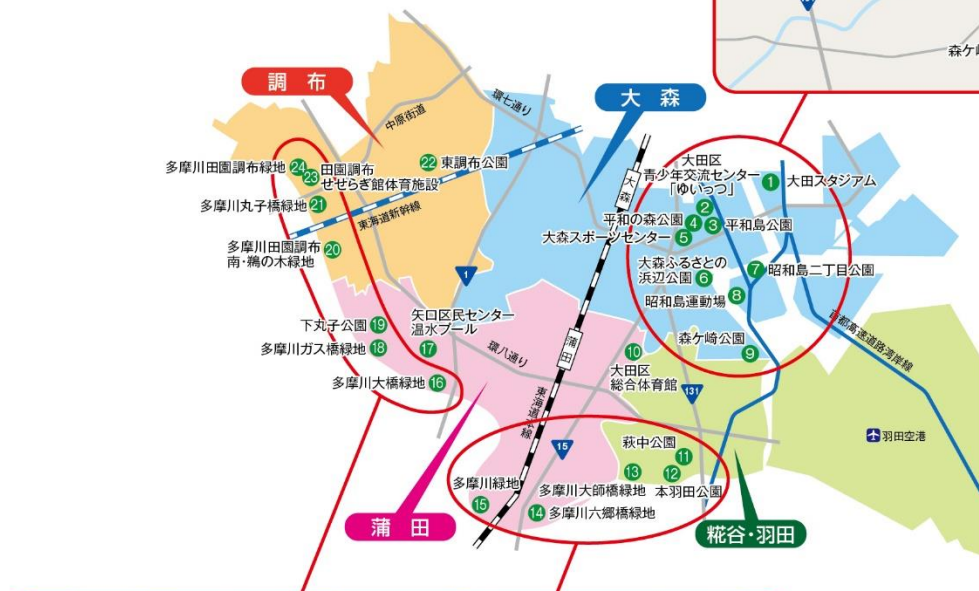 森ケ
調 布
大 森
中原街道
環七通り
大森
多摩川田園調布緑地
24
23
田園調布
せせらぎ館体育施設
22
東調布公園
多摩川丸子橋緑地
21
東海道新幹線
多摩川田園調布
南・鵜の木緑地
20
大田区
青少年交流センター
「ゆいっつ」
1
大田スタジアム
2
平和の森公園
4
3
平和島公園
大森スポーツセンター
5
大森ふるさとの
浜辺公園
6
7
昭和島二丁目公園
昭和島運動場
8
首都高速道路湾岸線
森ケ崎公園
9
1
下丸子公園
19
矢口区民センター
温水プール
17
多摩川ガス橋緑地
18
環八通り
蒲田
10
大田区
総合体育館
多摩川大橋緑地
16
東海道本線
131
15
羽田空港
萩中公園
11
多摩川緑地
15
多摩川大師橋緑地
13
12
本羽田公園
14
多摩川六郷橋緑地
蒲 田
糀谷・羽田